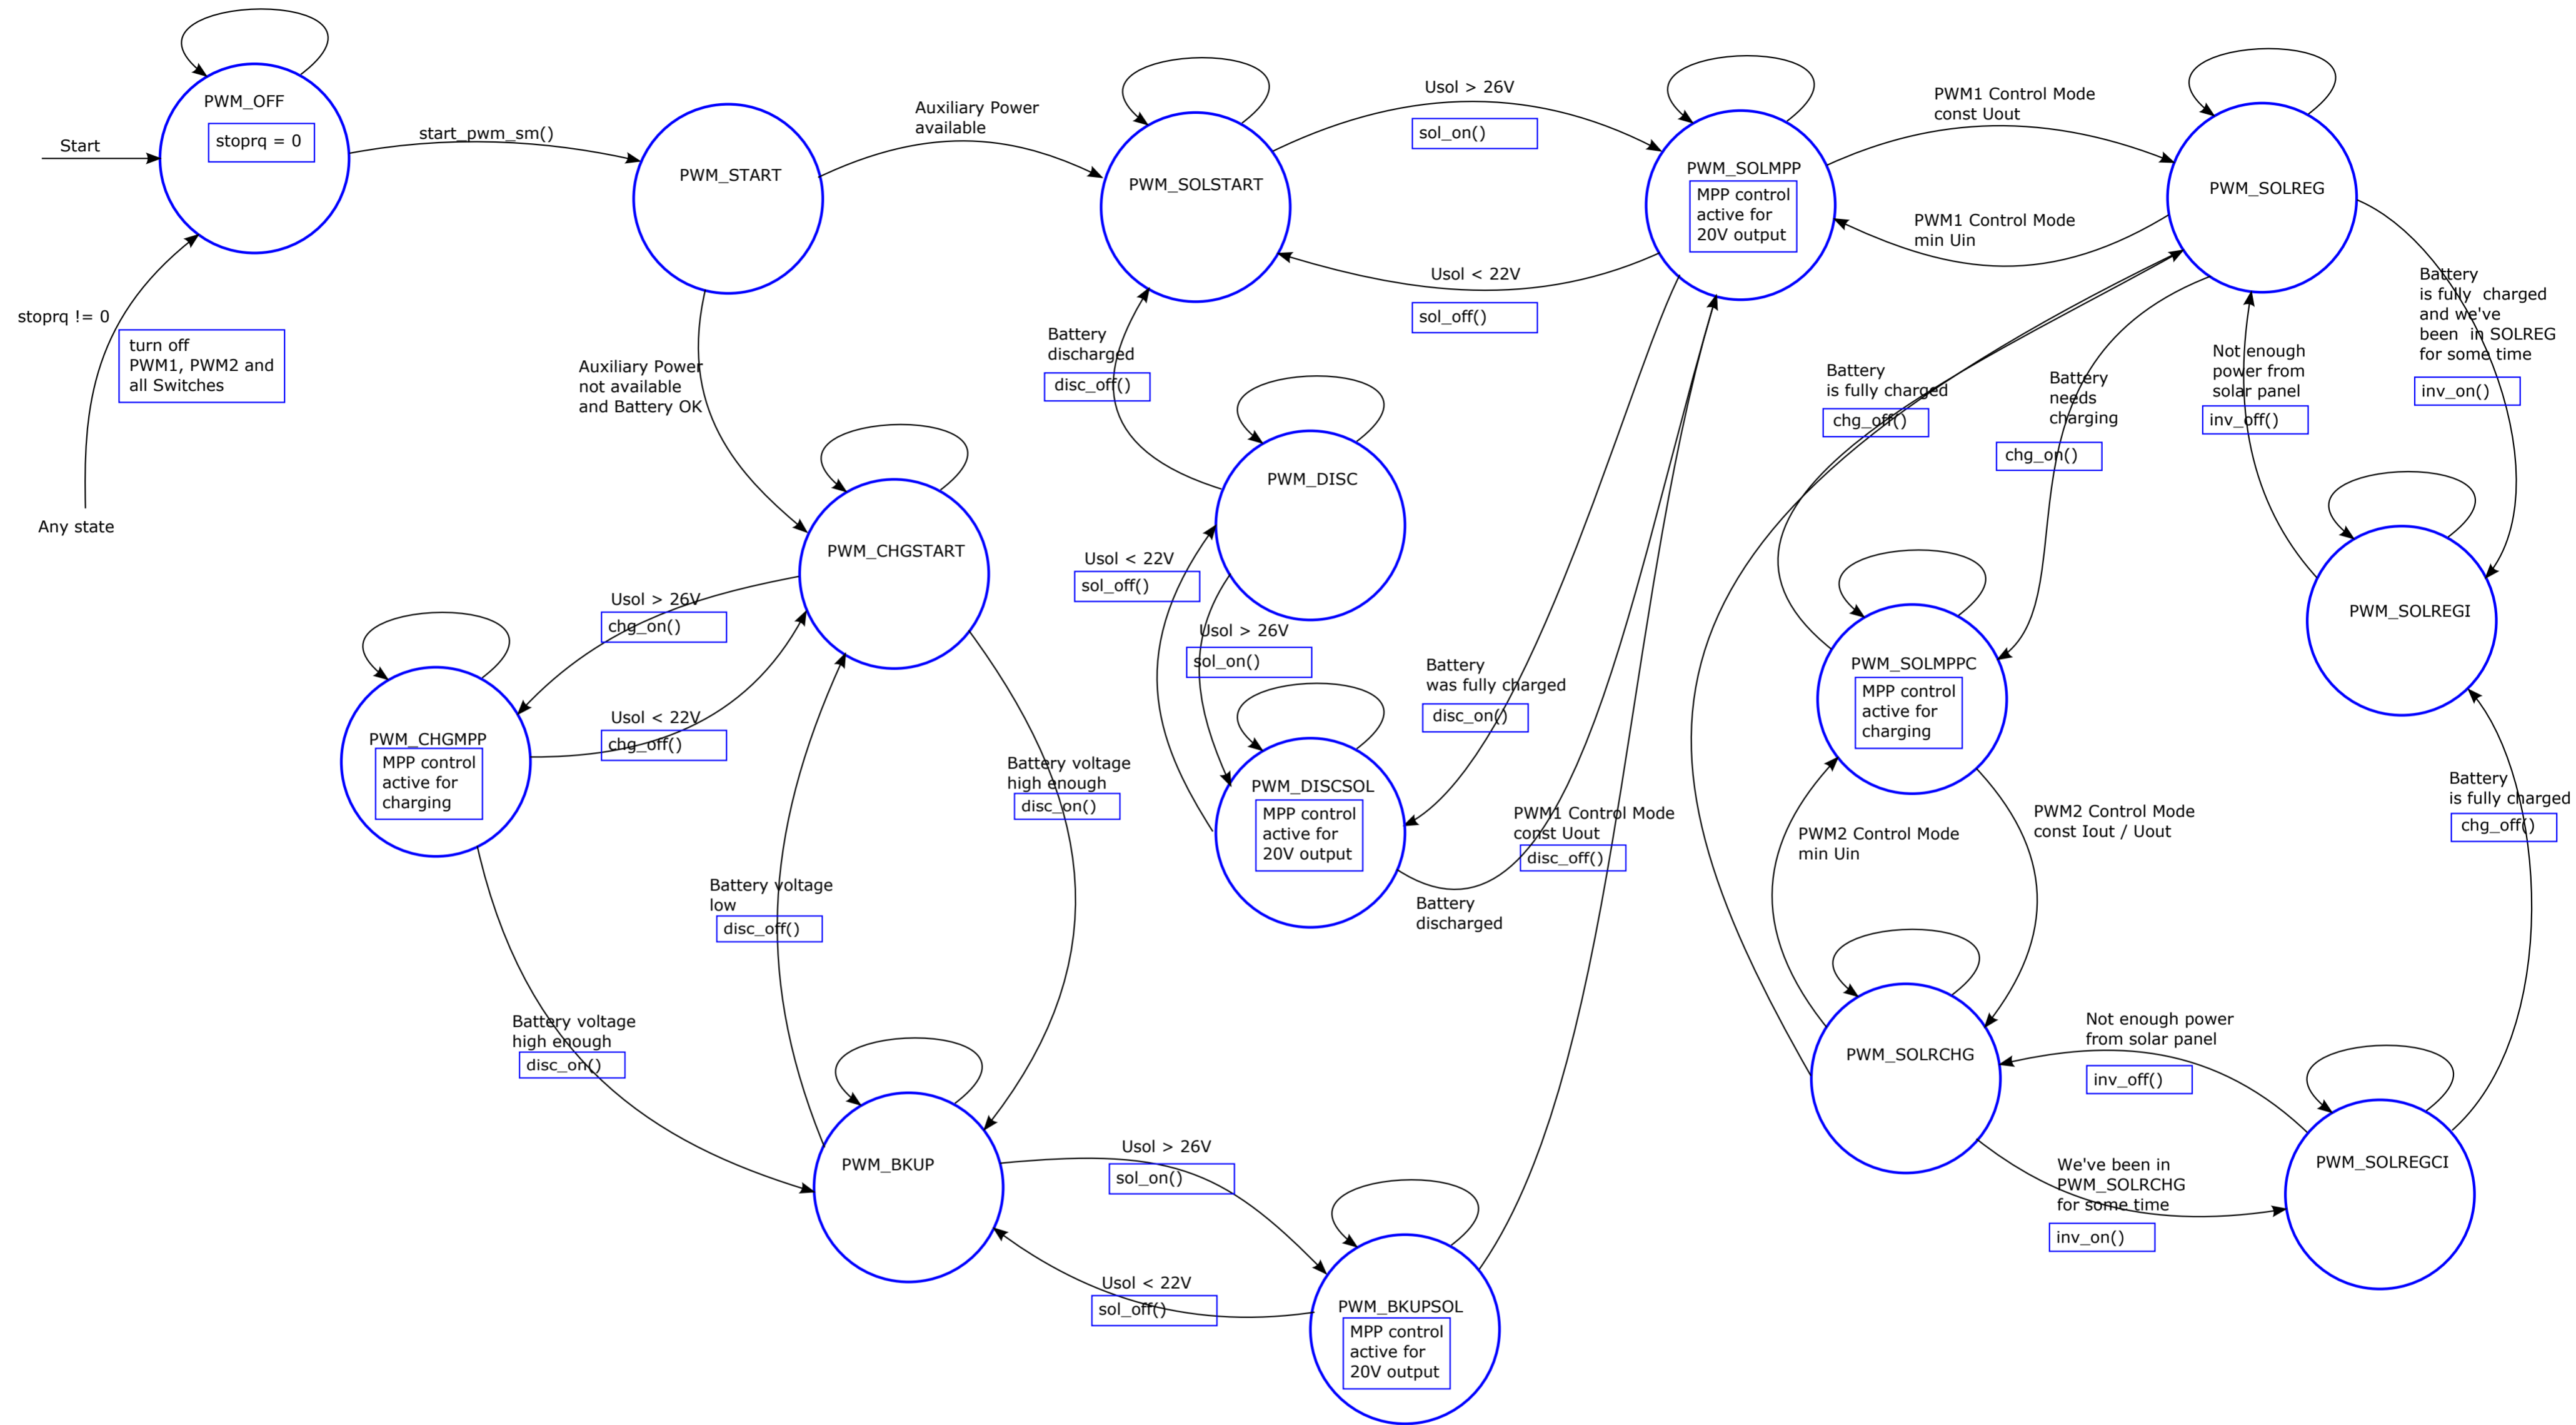 Start
PWM_OFF
stoprq = 0
start_pwm_sm()
PWM_START
Auxiliary Power
available
PWM_SOLSTART
Usol > 26V
sol_on()
PWM_SOLMPP
MPP control
active for
20V output
PWM1 Control Mode
const Uout
PWM_SOLREG
PWM1 Control Mode
min Uin
Usol < 22V
sol_off()
stoprq != 0
turn off
PWM1, PWM2 and
all Switches
Any state
Auxiliary Power
not available
and Battery OK
Battery
discharged
disc_off()
Battery
is fully charged
chg_off()
Battery
needs
charging
chg_on()
Not enough
power from
solar panel
inv_off()
Battery
is fully  charged
and we've
been  in SOLREG
for some time
inv_on()
PWM_DISC
PWM_CHGSTART
Usol > 26V
chg_on()
Usol < 22V
chg_off()
PWM_CHGMPP
MPP control
active for
charging
Usol < 22V
sol_off()
Usol > 26V
sol_on()
PWM_DISCSOL
MPP control
active for
20V output
Battery
was fully charged
disc_on()
PWM1 Control Mode
const Uout
disc_off()
Battery
discharged
PWM_SOLMPPC
MPP control
active for
charging
PWM_SOLREGI
PWM2 Control Mode
min Uin
PWM2 Control Mode
const Iout / Uout
Battery
is fully charged
chg_off()
Battery voltage
high enough
disc_on()
Battery voltage
low
disc_off()
Battery voltage
high enough
disc_on()
PWM_BKUP
Usol > 26V
sol_on()
Usol < 22V
sol_off()
PWM_BKUPSOL
MPP control
active for
20V output
PWM_SOLRCHG
Not enough power
from solar panel
inv_off()
We've been in
PWM_SOLRCHG
for some time
inv_on()
PWM_SOLREGCI